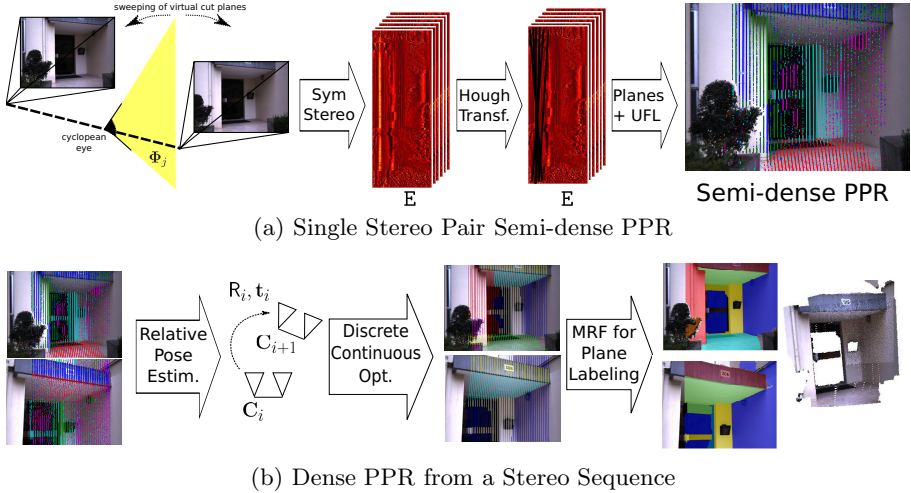 sweeping of virtual cut planes
cyclopean
eye
Φj
Sym
Stereo
E
Hough
Transf.
E
Planes
+ UFL
Semi-dense PPR
(a) Single Stereo Pair Semi-dense PPR
Relative
Pose
Estim.
Ri, ti
Ci+1
Ci
Discrete
Continuous
Opt.
MRF for
Plane
Labeling
(b) Dense PPR from a Stereo Sequence